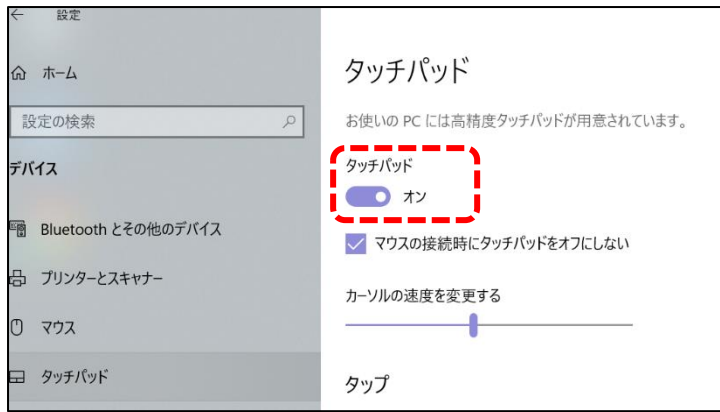 設定
ホーム
設定の検索
デバイス
Bluetooth とその他のデバイス
プリンターとスキャナー
マウス
タッチパッド
タッチパッド
お使いの PC には高精度タッチパッドが用意されています。
タッチパッド
オン
マウスの接続時にタッチパッドをオフにしない
カーソルの速度を変更する
タップ